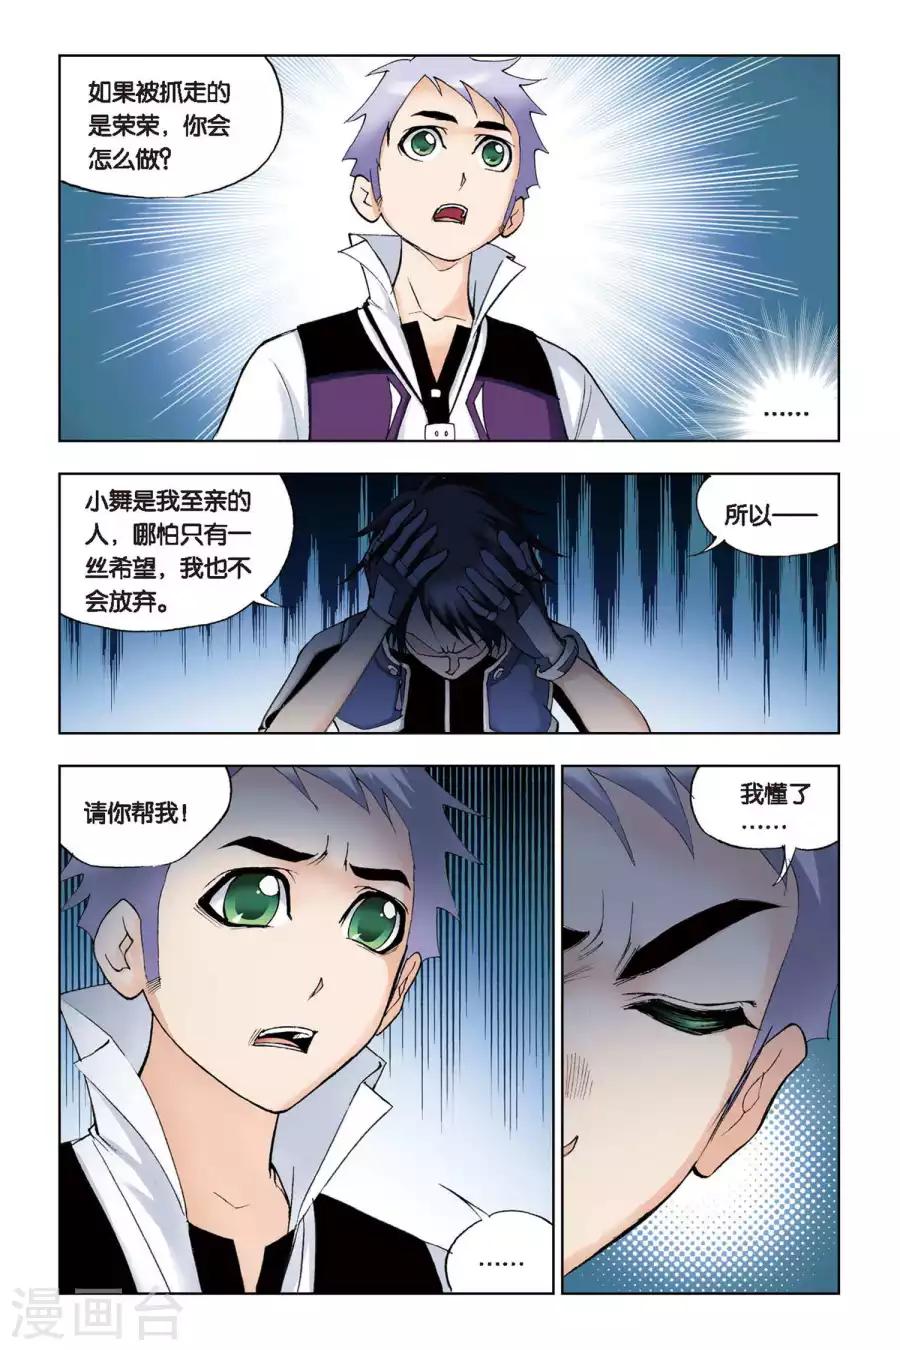 如果被抓走的
是荣荣，你会
怎么做？
……
小舞是我至亲的
人，哪怕只有一
丝希望，我也不
会放弃。
所以——
请你帮我！
……
我懂了
……
漫画台